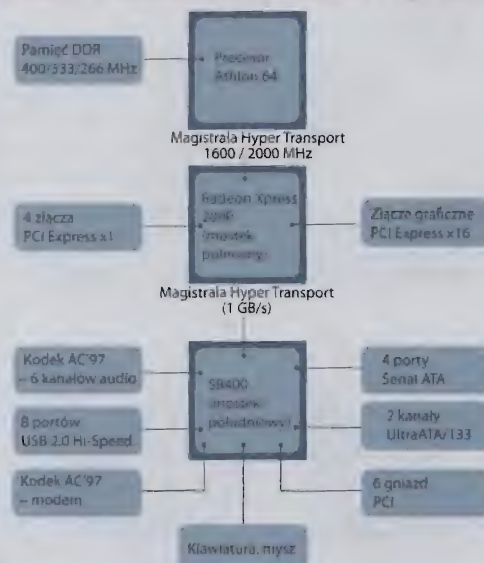 Pamięć DDR
400/333/266 MHz
Procesor
Athlon 64
Magistrala Hyper Transport
1600 / 2000 MHz
4 złącza
PCI Express x1
Radeon Xpress
(mostek
północny)
Złącze graficzne
PCI Express x16
Magistrala Hyper Transport
(1 GB/s)
Kodek AC'97
– 6 kanałów audio
SB400
(mostek
południowy)
4 porty
Serial ATA
8 portów
USB 2.0 Hi-Speed
2 kanały
UltraATA/133
Kodek AC'97
– modem
6 gniazd
PCI
Klawiatura, mysz